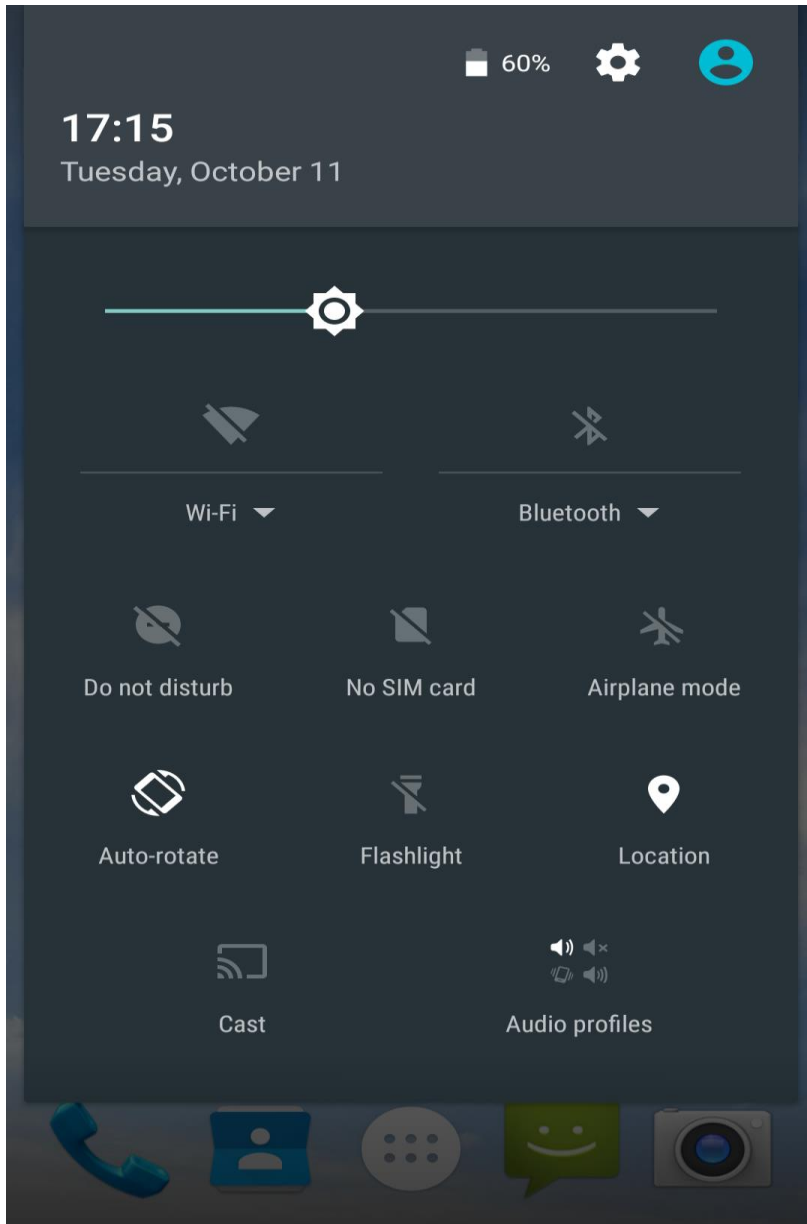 60%
17:15
Tuesday, October 11
Wi-Fi
Bluetooth
Do not disturb
No SIM card
Airplane mode
Auto-rotate
Flashlight
Location
Cast
Audio profiles